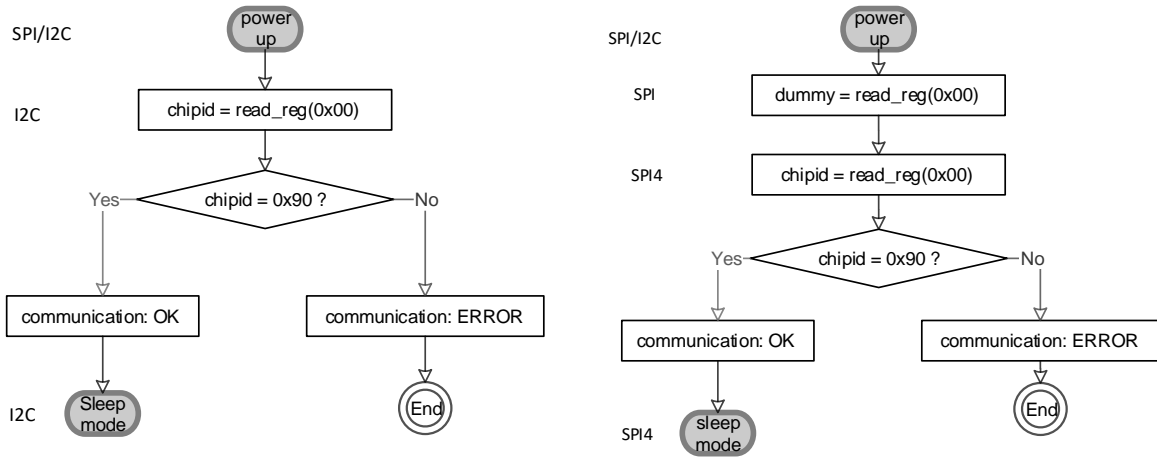 SPI/I2C
power
up
I2C
chipid = read_reg(0x00)
chipid = 0x90 ?
Yes
No
communication: OK
communication: ERROR
I2C
Sleep
mode
End
SPI/I2C
power
up
SPI
dummy = read_reg(0x00)
SPI4
chipid = read_reg(0x00)
chipid = 0x90 ?
Yes
No
communication: OK
communication: ERROR
SPI4
sleep
mode
End